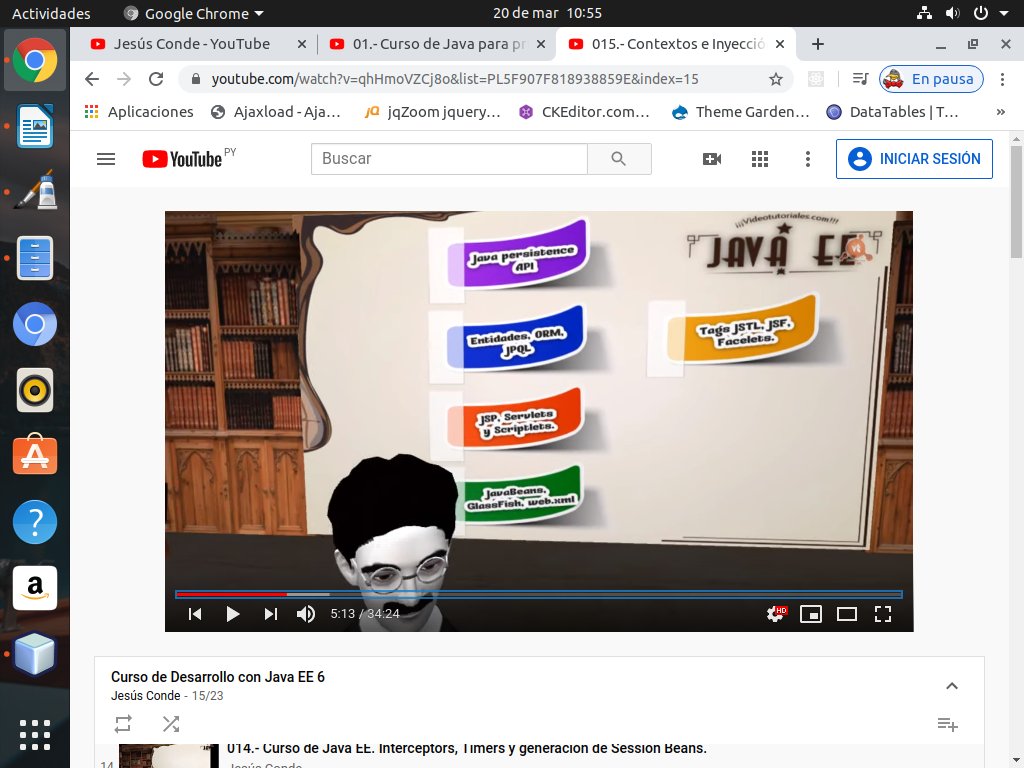 Actividades
Google Chrome
20 de mar 10:55
Jesús Conde - YouTube
01.- Curso de Java para pr
015.- Contextos e Inyecció
youtube.com/watch?v=qhHmoVZCj8o&list=PL5F907F818938859E&index=15
En pausa
Aplicaciones
Ajaxload - Aja...
jqZoom jquery...
CKEditor.com...
Theme Garden...
DataTables | T...
»
YouTube PY
Buscar
INICIAR SESIÓN
¡¡¡Videotutoriales.com!!!
JAVA EE
vt
Java persistence
API
Entidades, ORM,
JPQL
Tags JSTL, JSF,
Facelets.
JSP, Servlets
y Scriptlets.
JavaBeans,
GlassFish, web.xml
5:13 / 34:24
HD
Curso de Desarrollo con Java EE 6
Jesús Conde - 15/23
14
014.- Curso de Java EE. Interceptors, Timers y generación de Session Beans.
Jesús Conde